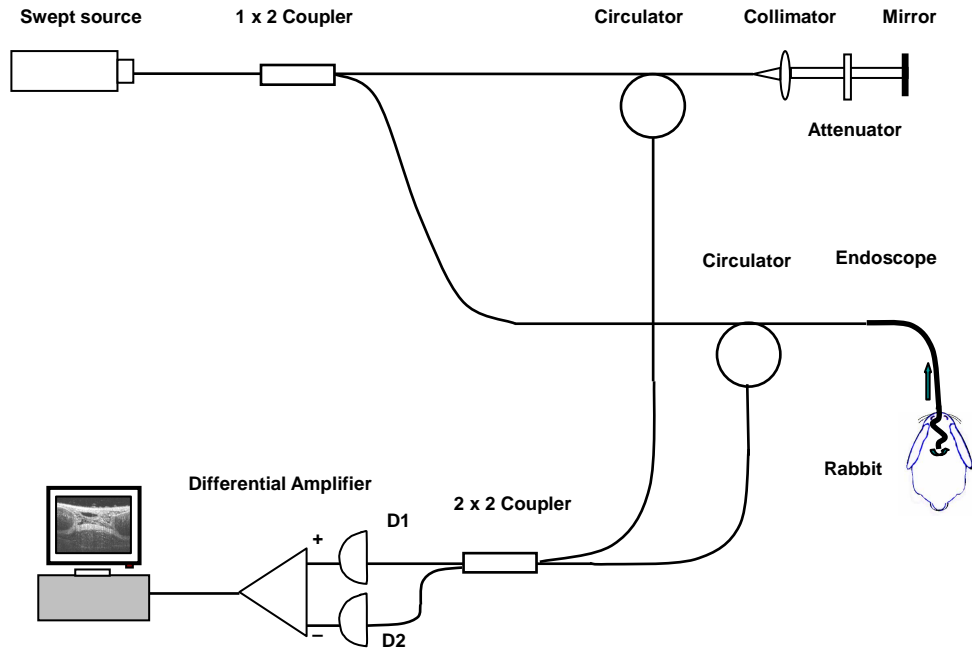 Swept source
1 x 2 Coupler
Circulator
Collimator
Mirror
Attenuator
Circulator
Endoscope
Rabbit
Differential Amplifier
2 x 2 Coupler
D1
+
–
D2